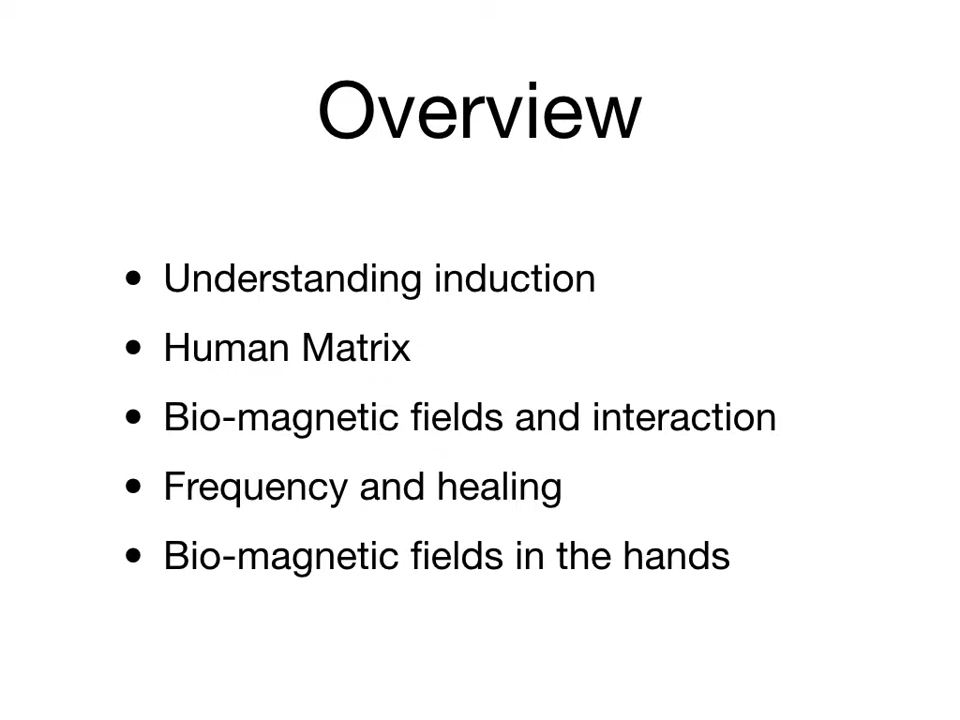 Overview
• Understanding induction
• Human Matrix
• Bio-magnetic fields and interaction
• Frequency and healing
• Bio-magnetic fields in the hands